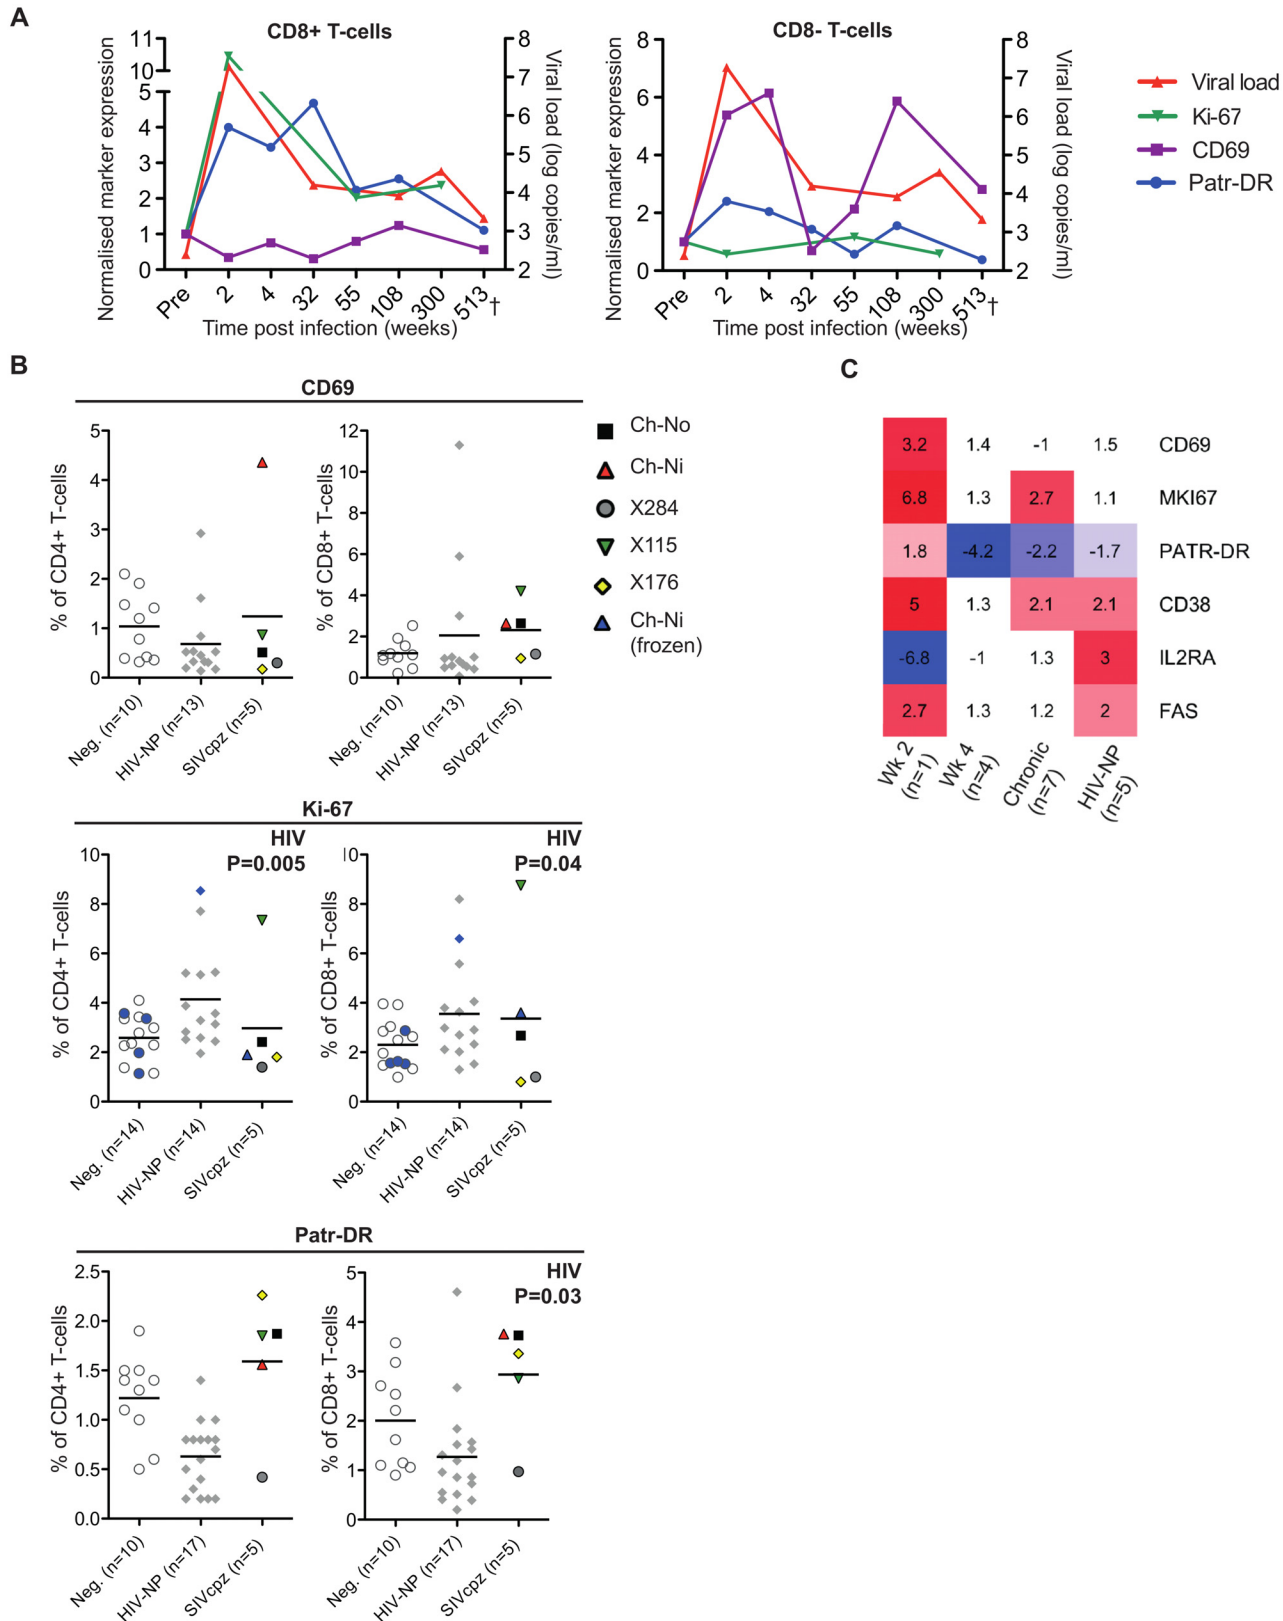 A
CD8+ T-cells
Normalised marker expression
11
10
5
4
3
2
1
0
8
7
6
5
4
3
2
Viral load (log copies/ml)
Pre 2 4 32 55 108 300 513†
Time post infection (weeks)
CD8- T-cells
Normalised marker expression
8
6
4
2
0
8
7
6
5
4
3
2
Viral load (log copies/ml)
Pre 2 4 32 55 108 300 513†
Time post infection (weeks)
Viral load
Ki-67
CD69
Patr-DR
B
CD69
% of CD4+ T-cells
5
4
3
2
1
0
Neg. (n=10)
HIV-NP (n=13)
SIVcpz (n=5)
% of CD8+ T-cells
12
10
8
6
4
2
0
Neg. (n=10)
HIV-NP (n=13)
SIVcpz (n=5)
Ch-No
Ch-Ni
X284
X115
X176
Ch-Ni
(frozen)
Ki-67
HIV
P=0.005
% of CD4+ T-cells
10
8
6
4
2
0
Neg. (n=14)
HIV-NP (n=14)
SIVcpz (n=5)
HIV
P=0.04
% of CD8+ T-cells
10
8
6
4
2
0
Neg. (n=14)
HIV-NP (n=14)
SIVcpz (n=5)
Patr-DR
% of CD4+ T-cells
2.5
2.0
1.5
1.0
0.5
0.0
Neg. (n=10)
HIV-NP (n=17)
SIVcpz (n=5)
HIV
P=0.03
% of CD8+ T-cells
5
4
3
2
1
0
Neg. (n=10)
HIV-NP (n=17)
SIVcpz (n=5)
C
3.2 1.4 -1 1.5 CD69
6.8 1.3 2.7 1.1 MKI67
1.8 -4.2 -2.2 -1.7 PATR-DR
5 1.3 2.1 2.1 CD38
-6.8 -1 1.3 3 IL2RA
2.7 1.3 1.2 2 FAS
Wk 2
(n=1)
Wk 4
(n=4)
Chronic
(n=7)
HIV-NP
(n=5)